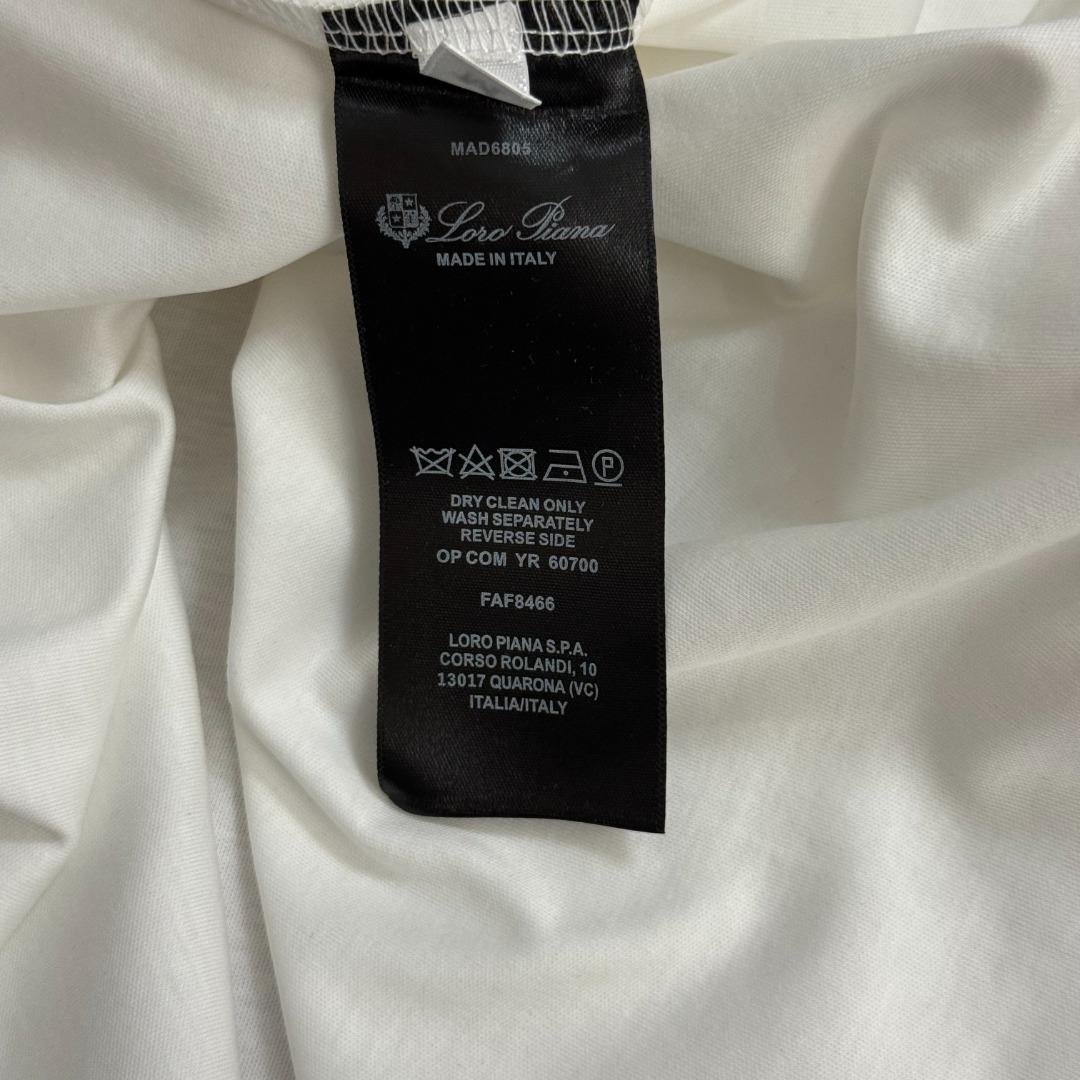 MAD6805
Loro Piana
MADE IN ITALY
P
DRY CLEAN ONLY
WASH SEPARATELY
REVERSE SIDE
OP COM YR 60700
FAF8466
LORO PIANA S.P.A.
CORSO ROLANDI, 10
13017 QUARONA (VC)
ITALIA/ITALY